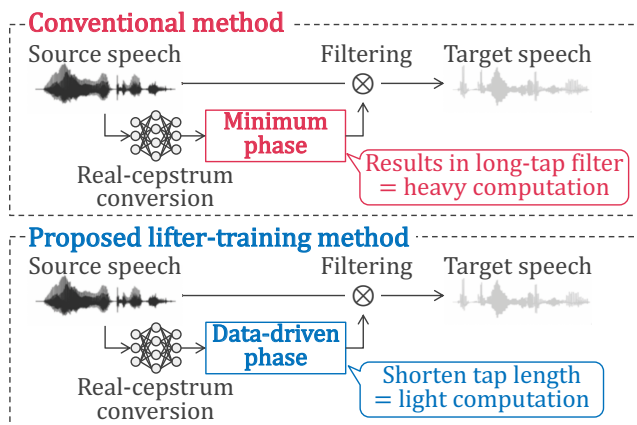 Conventional method
Source speech
Filtering
Target speech
Minimum
phase
Real-cepstrum
conversion
Results in long-tap filter
= heavy computation
Proposed lifter-training method
Source speech
Filtering
Target speech
Data-driven
phase
Real-cepstrum
conversion
Shorten tap length
= light computation